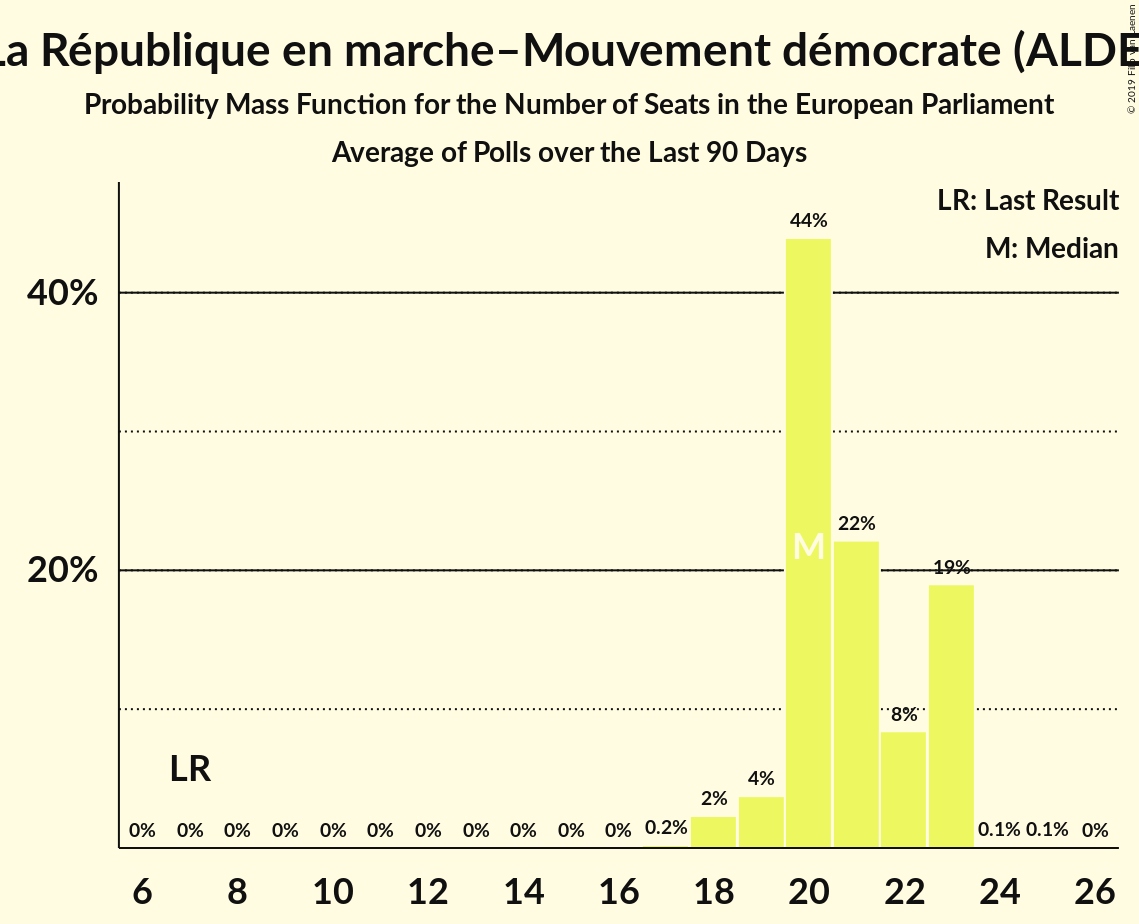 La République en marche–Mouvement démocrate (ALDE
Probability Mass Function for the Number of Seats in the European Parliament
Average of Polls over the Last 90 Days
© 2019 Filip van Laenen
LR: Last Result
M: Median
44%
40%
22%
M
20%
19%
8%
LR
4%
2%
0% 0% 0% 0% 0% 0% 0% 0% 0% 0% 0% 0.2% 0.1% 0.1% 0%
6 8 10 12 14 16 18 20 22 24 26